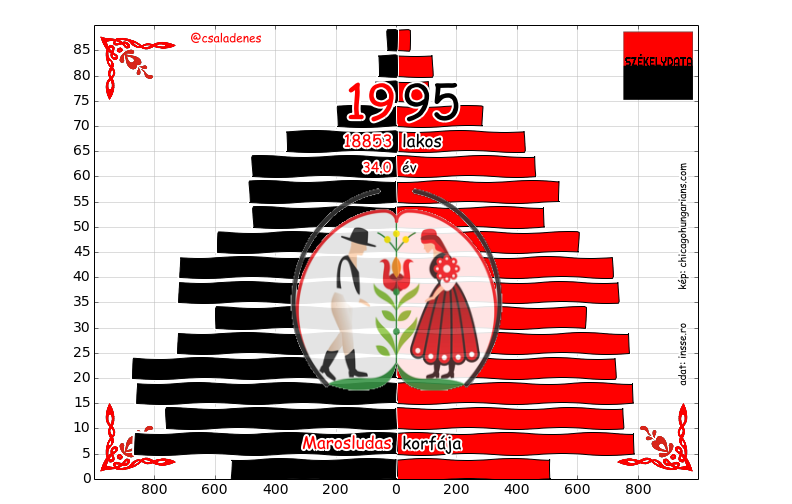 @csaladenes
SZÉKELYDATA
1995
18853 lakos
34.0 év
kép: chicagohungarians.com
adat: insse.ro
Marosludas korfája
85
80
75
70
65
60
55
50
45
40
35
30
25
20
15
10
5
0
800 600 400 200 0 200 400 600 800